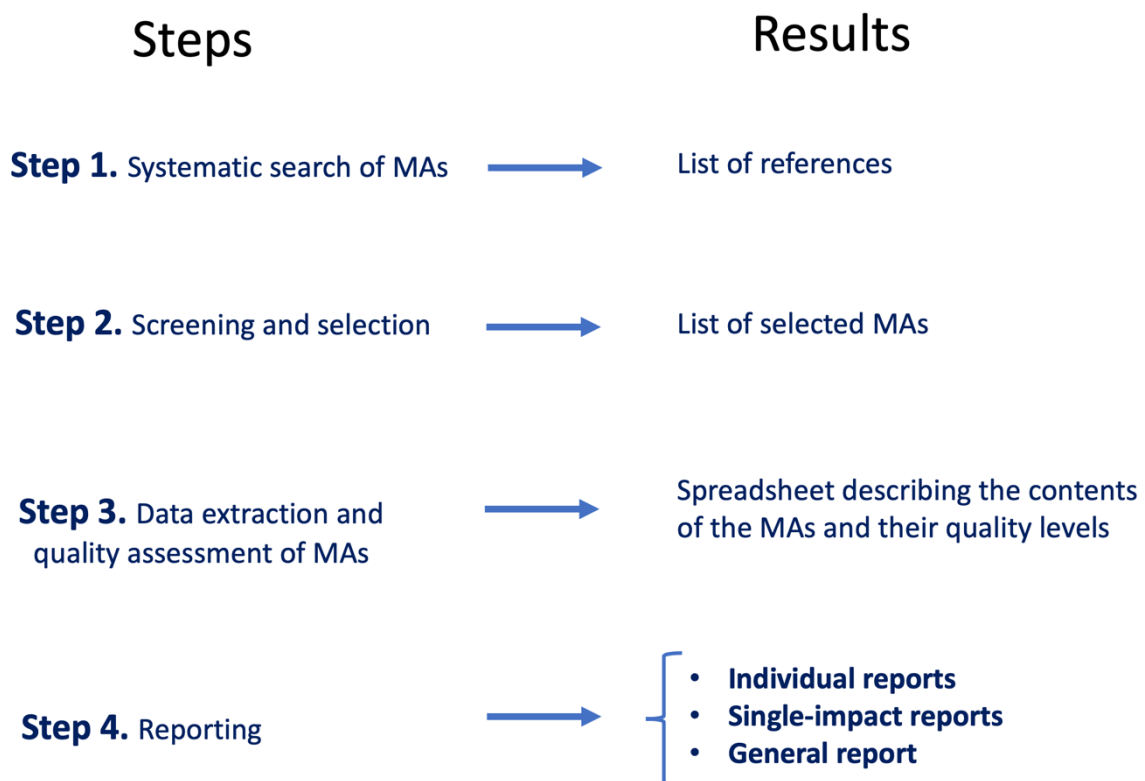 Steps
Results
Step 1. Systematic search of MAs
List of references
Step 2. Screening and selection
List of selected MAs
Step 3. Data extraction and
quality assessment of MAs
Spreadsheet describing the contents
of the MAs and their quality levels
Step 4. Reporting
• Individual reports
• Single-impact reports
• General report